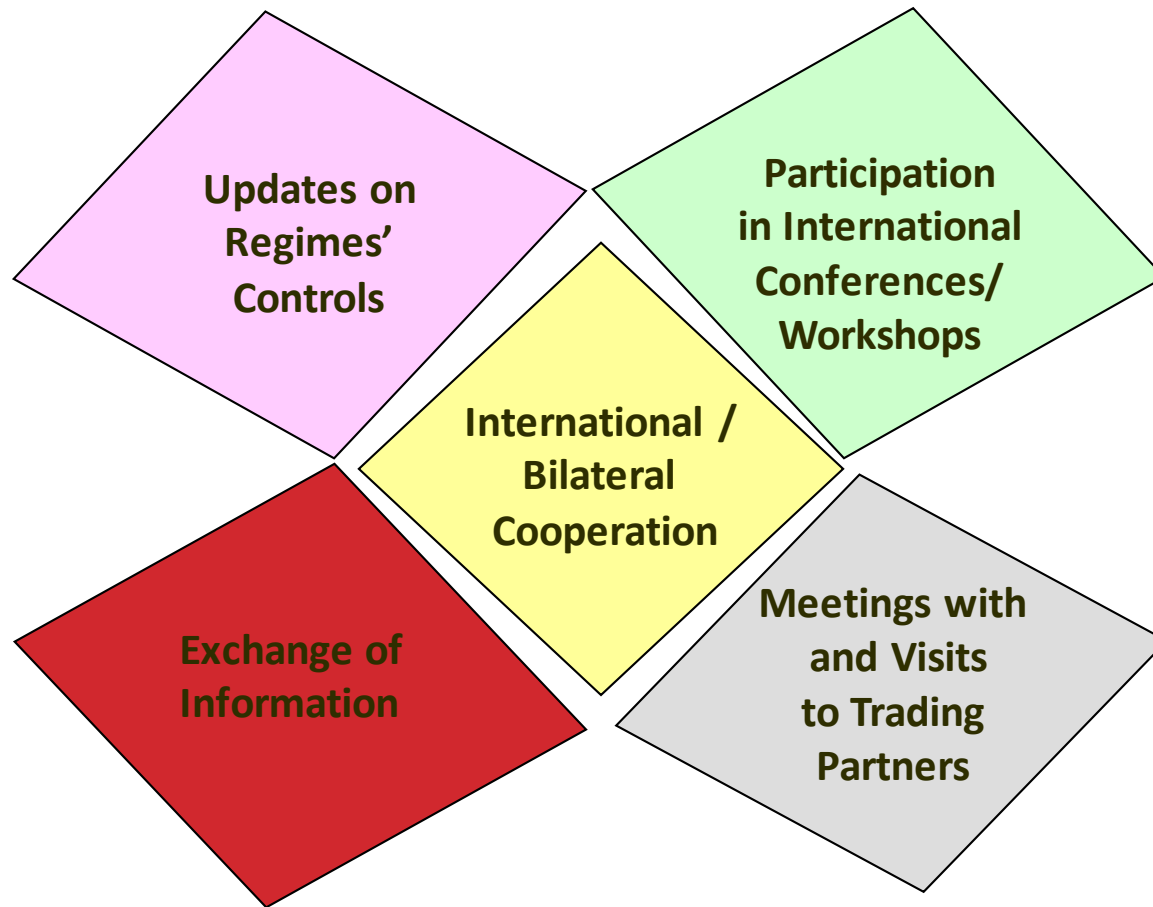 Updates on
Regimes’
Controls
Participation
in International
Conferences/
Workshops
International /
Bilateral
Cooperation
Exchange of
Information
Meetings with
and Visits
to Trading
Partners